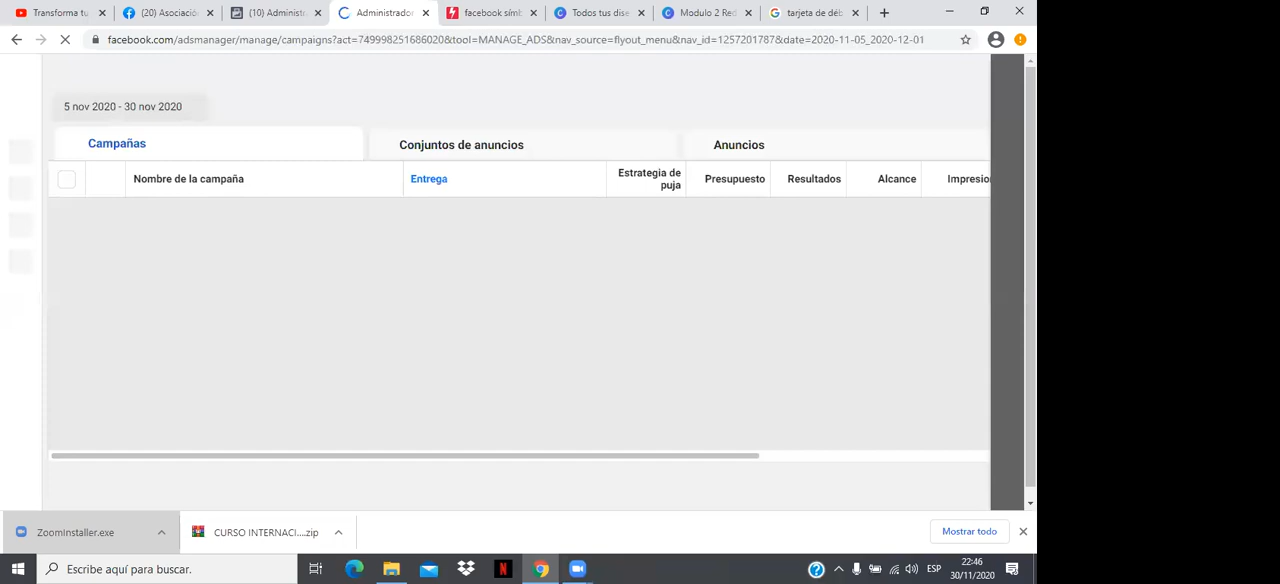 Transforma tu
(20) Asociació
(10) Administ
Administrador
facebook símb
Todos tus dise
Modulo 2 Red
tarjeta de déb
facebook.com/adsmanager/manage/campaigns?act=749998251686020&tool=MANAGE_ADS&nav_source=flyout_menu&nav_id=1257201787&date=2020-11-05_2020-12-01
5 nov 2020 - 30 nov 2020
Campañas
Conjuntos de anuncios
Anuncios
Nombre de la campaña
Entrega
Estrategia de
puja
Presupuesto
Resultados
Alcance
Impresion
ZoomInstaller.exe
CURSO INTERNACI....zip
Mostrar todo
Escribe aquí para buscar.
ESP
22:46
30/11/2020